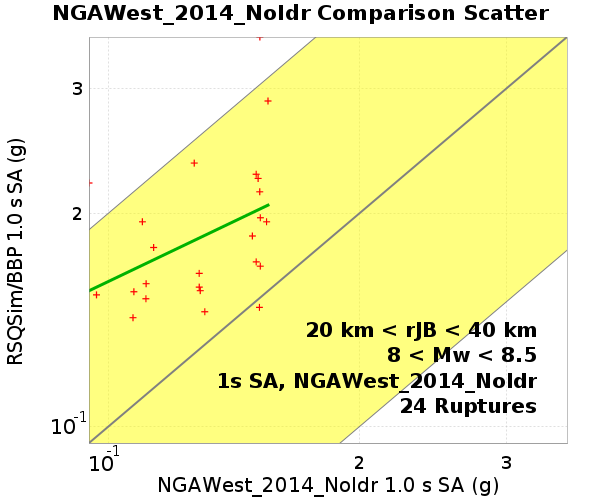 NGAWest_2014_NoIdr Comparison Scatter
RSQSim/BBP 1.0 s SA (g)
3
2
10-1
20 km < rJB < 40 km
8 < Mw < 8.5
1s SA, NGAWest_2014_NoIdr
24 Ruptures
10-1
2
3
NGAWest_2014_NoIdr 1.0 s SA (g)